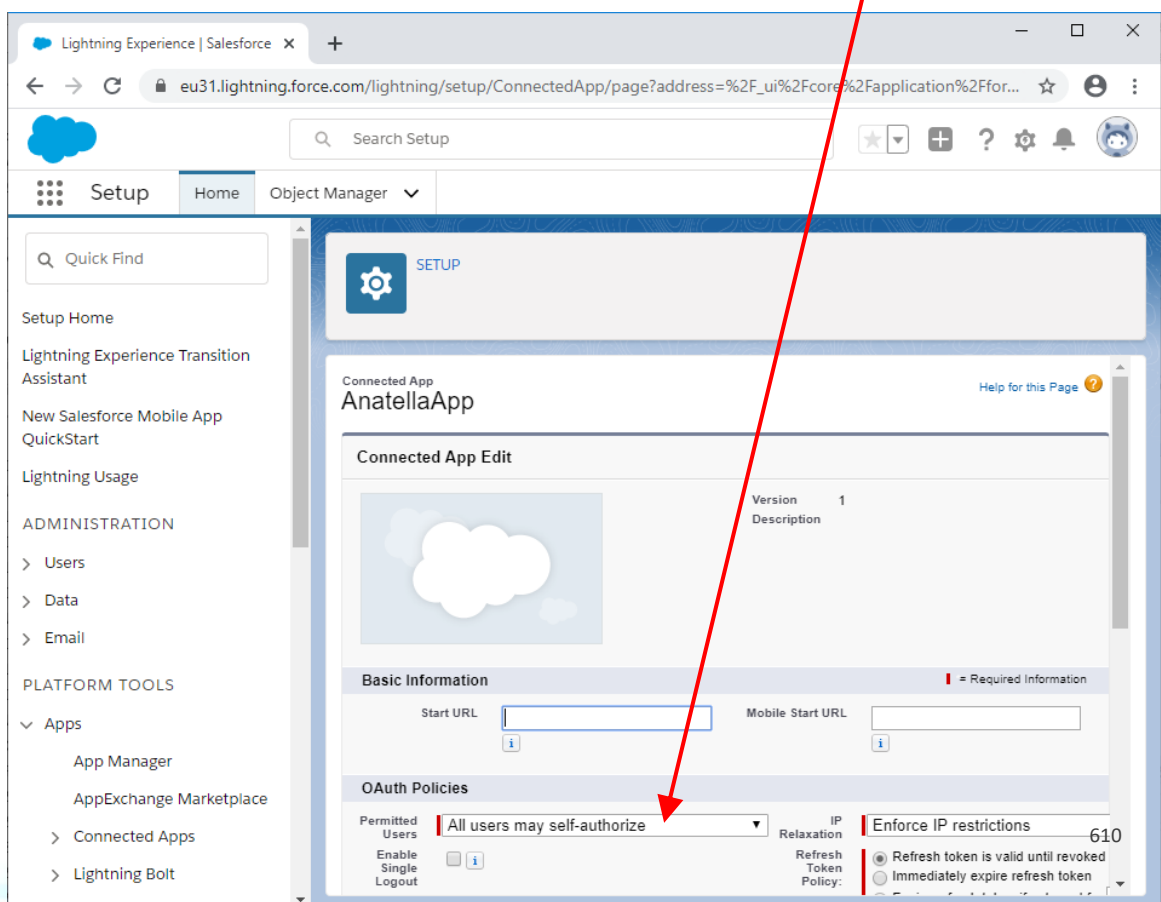 Lightning Experience | Salesforce
eu31.lightning.force.com/lightning/setup/ConnectedApp/page?address=%2F_ui%2Fcore%2Fapplication%2Ffor...
Search Setup
Setup
Home
Object Manager
Quick Find
Setup Home
Lightning Experience Transition
Assistant
New Salesforce Mobile App
QuickStart
Lightning Usage
ADMINISTRATION
Users
Data
Email
PLATFORM TOOLS
Apps
App Manager
AppExchange Marketplace
Connected Apps
Lightning Bolt
SETUP
Connected App
AnatellaApp
Help for this Page
Connected App Edit
Version 1
Description
Basic Information
= Required Information
Start URL
Mobile Start URL
OAuth Policies
Permitted
Users
All users may self-authorize
IP
Relaxation
Enforce IP restrictions
610
Enable
Single
Logout
Refresh
Token
Policy:
Refresh token is valid until revoked
Immediately expire refresh token